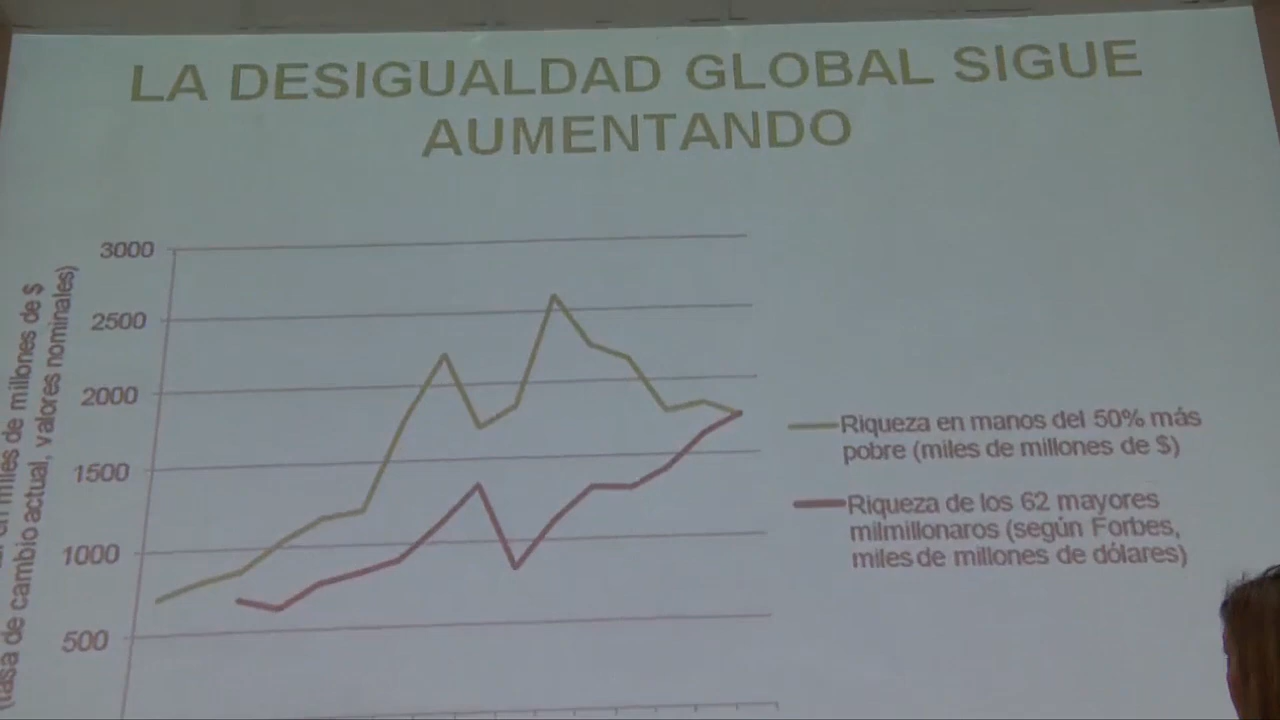 LA DESIGUALDAD GLOBAL SIGUE
AUMENTANDO
3000
2500
2000
1500
1000
500
en miles de millones de $
(tasa de cambio actual, valores nominales)
Riqueza en manos del 50% más
pobre (miles de millones de $)
Riqueza de los 62 mayores
milmillonaros (según Forbes,
miles de millones de dólares)